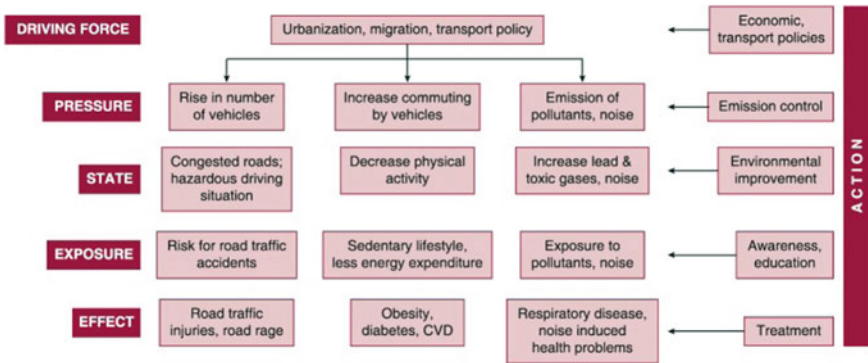 DRIVING FORCE
Urbanization, migration, transport policy
Economic,
transport policies
PRESSURE
Rise in number
of vehicles
Increase commuting
by vehicles
Emission of
pollutants, noise
Emission control
STATE
Congested roads;
hazardous driving
situation
Decrease physical
activity
Increase lead &
toxic gases, noise
Environmental
improvement
EXPOSURE
Risk for road traffic
accidents
Sedentary lifestyle,
less energy expenditure
Exposure to
pollutants, noise
Awareness,
education
EFFECT
Road traffic
injuries, road rage
Obesity,
diabetes, CVD
Respiratory disease,
noise induced
health problems
Treatment
ACTION